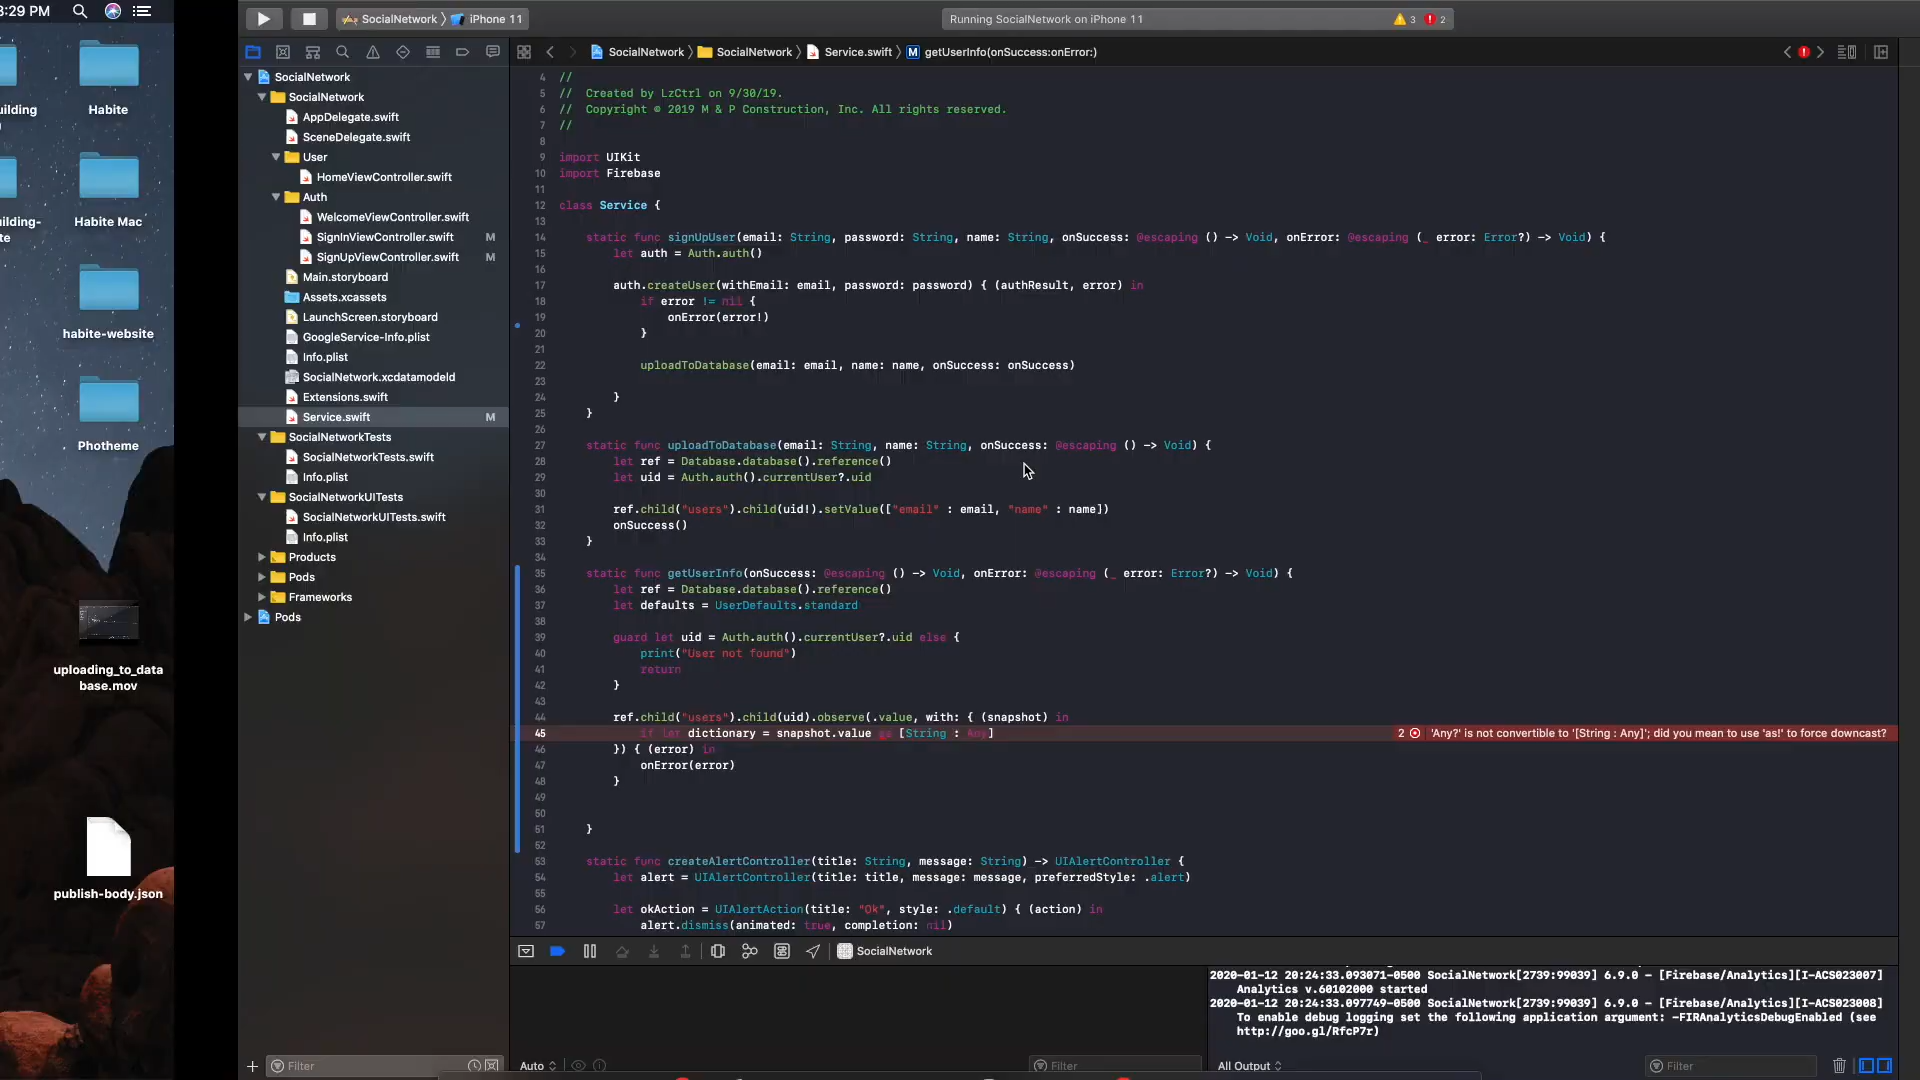 3:29 PM
uilding
Habite
ilding-
te
Habite Mac
habite-website
Photheme
uploading_to_data
base.mov
publish-body.json
SocialNetwork
iPhone 11
Running SocialNetwork on iPhone 11
3
2
SocialNetwork
SocialNetwork
Service.swift
M
getUserInfo(onSuccess:onError:)
SocialNetwork
SocialNetwork
AppDelegate.swift
SceneDelegate.swift
User
HomeViewController.swift
Auth
WelcomeViewController.swift
SignInViewController.swift M
SignUpViewController.swift M
Main.storyboard
Assets.xcassets
LaunchScreen.storyboard
GoogleService-Info.plist
Info.plist
SocialNetwork.xcdatamodeld
Extensions.swift
Service.swift M
SocialNetworkTests
SocialNetworkTests.swift
Info.plist
SocialNetworkUITests
SocialNetworkUITests.swift
Info.plist
Products
Pods
Frameworks
Pods
Filter
4 //
5 // Created by LzCtrl on 9/30/19.
6 // Copyright © 2019 M & P Construction, Inc. All rights reserved.
7 //
8
9 import UIKit
10 import Firebase
11
12 class Service {
13
14 static func signUpUser(email: String, password: String, name: String, onSuccess: @escaping () -> Void, onError: @escaping (_ error: Error?) -> Void) {
15 let auth = Auth.auth()
16
17 auth.createUser(withEmail: email, password: password) { (authResult, error) in
18 if error != nil {
19 onError(error!)
20 }
21
22 uploadToDatabase(email: email, name: name, onSuccess: onSuccess)
23
24 }
25 }
26
27 static func uploadToDatabase(email: String, name: String, onSuccess: @escaping () -> Void) {
28 let ref = Database.database().reference()
29 let uid = Auth.auth().currentUser?.uid
30
31 ref.child("users").child(uid!).setValue(["email" : email, "name" : name])
32 onSuccess()
33 }
34
35 static func getUserInfo(onSuccess: @escaping () -> Void, onError: @escaping (_ error: Error?) -> Void) {
36 let ref = Database.database().reference()
37 let defaults = UserDefaults.standard
38
39 guard let uid = Auth.auth().currentUser?.uid else {
40 print("User not found")
41 return
42 }
43
44 ref.child("users").child(uid).observe(.value, with: { (snapshot) in
45 if let dictionary = snapshot.value as [String : Any]
2 'Any?' is not convertible to '[String : Any]'; did you mean to use 'as!' to force downcast?
46 }) { (error) in
47 onError(error)
48 }
49
50
51 }
52
53 static func createAlertController(title: String, message: String) -> UIAlertController {
54 let alert = UIAlertController(title: title, message: message, preferredStyle: .alert)
55
56 let okAction = UIAlertAction(title: "Ok", style: .default) { (action) in
57 alert.dismiss(animated: true, completion: nil)
SocialNetwork
2020-01-12 20:24:33.093071-0500 SocialNetwork[2739:99039] 6.9.0 - [Firebase/Analytics][I-ACS023007]
Analytics v.60102000 started
2020-01-12 20:24:33.097749-0500 SocialNetwork[2739:99039] 6.9.0 - [Firebase/Analytics][I-ACS023008]
To enable debug logging set the following application argument: -FIRAnalyticsDebugEnabled (see
http://goo.gl/RfcP7r)
Auto
Filter
All Output
Filter